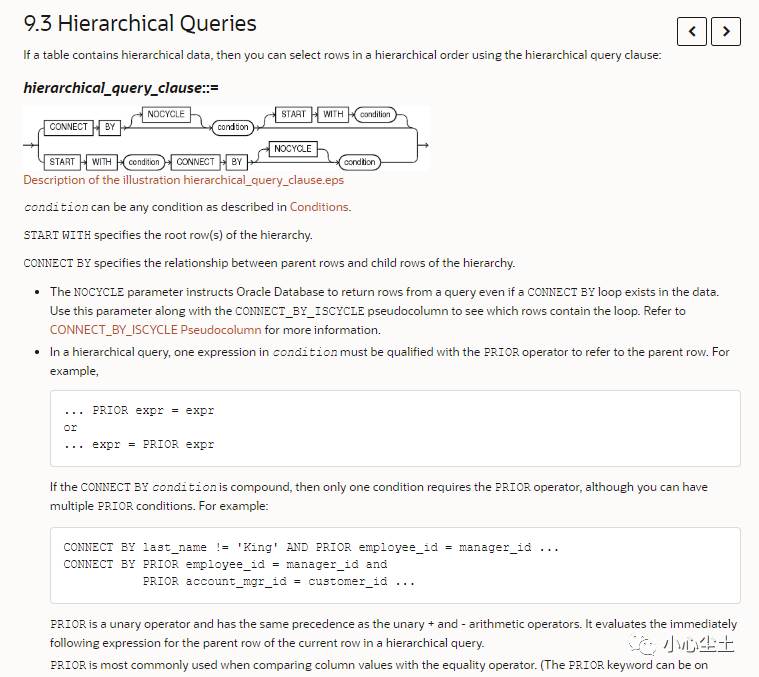 9.3 Hierarchical Queries
If a table contains hierarchical data, then you can select rows in a hierarchical order using the hierarchical query clause:
hierarchical_query_clause::=
NOCYCLE START WITH condition
CONNECT BY condition
NOCYCLE
START WITH condition CONNECT BY condition
Description of the illustration hierarchical_query_clause.eps
condition can be any condition as described in Conditions.
START WITH specifies the root row(s) of the hierarchy.
CONNECT BY specifies the relationship between parent rows and child rows of the hierarchy.
• The NOCYCLE parameter instructs Oracle Database to return rows from a query even if a CONNECT BY loop exists in the data.
Use this parameter along with the CONNECT_BY_ISCYCLE pseudocolumn to see which rows contain the loop. Refer to
CONNECT_BY_ISCYCLE Pseudocolumn for more information.
• In a hierarchical query, one expression in condition must be qualified with the PRIOR operator to refer to the parent row. For
example,
... PRIOR expr = expr
or
... expr = PRIOR expr
If the CONNECT BY condition is compound, then only one condition requires the PRIOR operator, although you can have
multiple PRIOR conditions. For example:
CONNECT BY last_name != 'King' AND PRIOR employee_id = manager_id ...
CONNECT BY PRIOR employee_id = manager_id and
PRIOR account_mgr_id = customer_id ...
PRIOR is a unary operator and has the same precedence as the unary + and - arithmetic operators. It evaluates the immediately
following expression for the parent row of the current row in a hierarchical query.
小心尘土
PRIOR is most commonly used when comparing column values with the equality operator. (The PRIOR keyword can be on